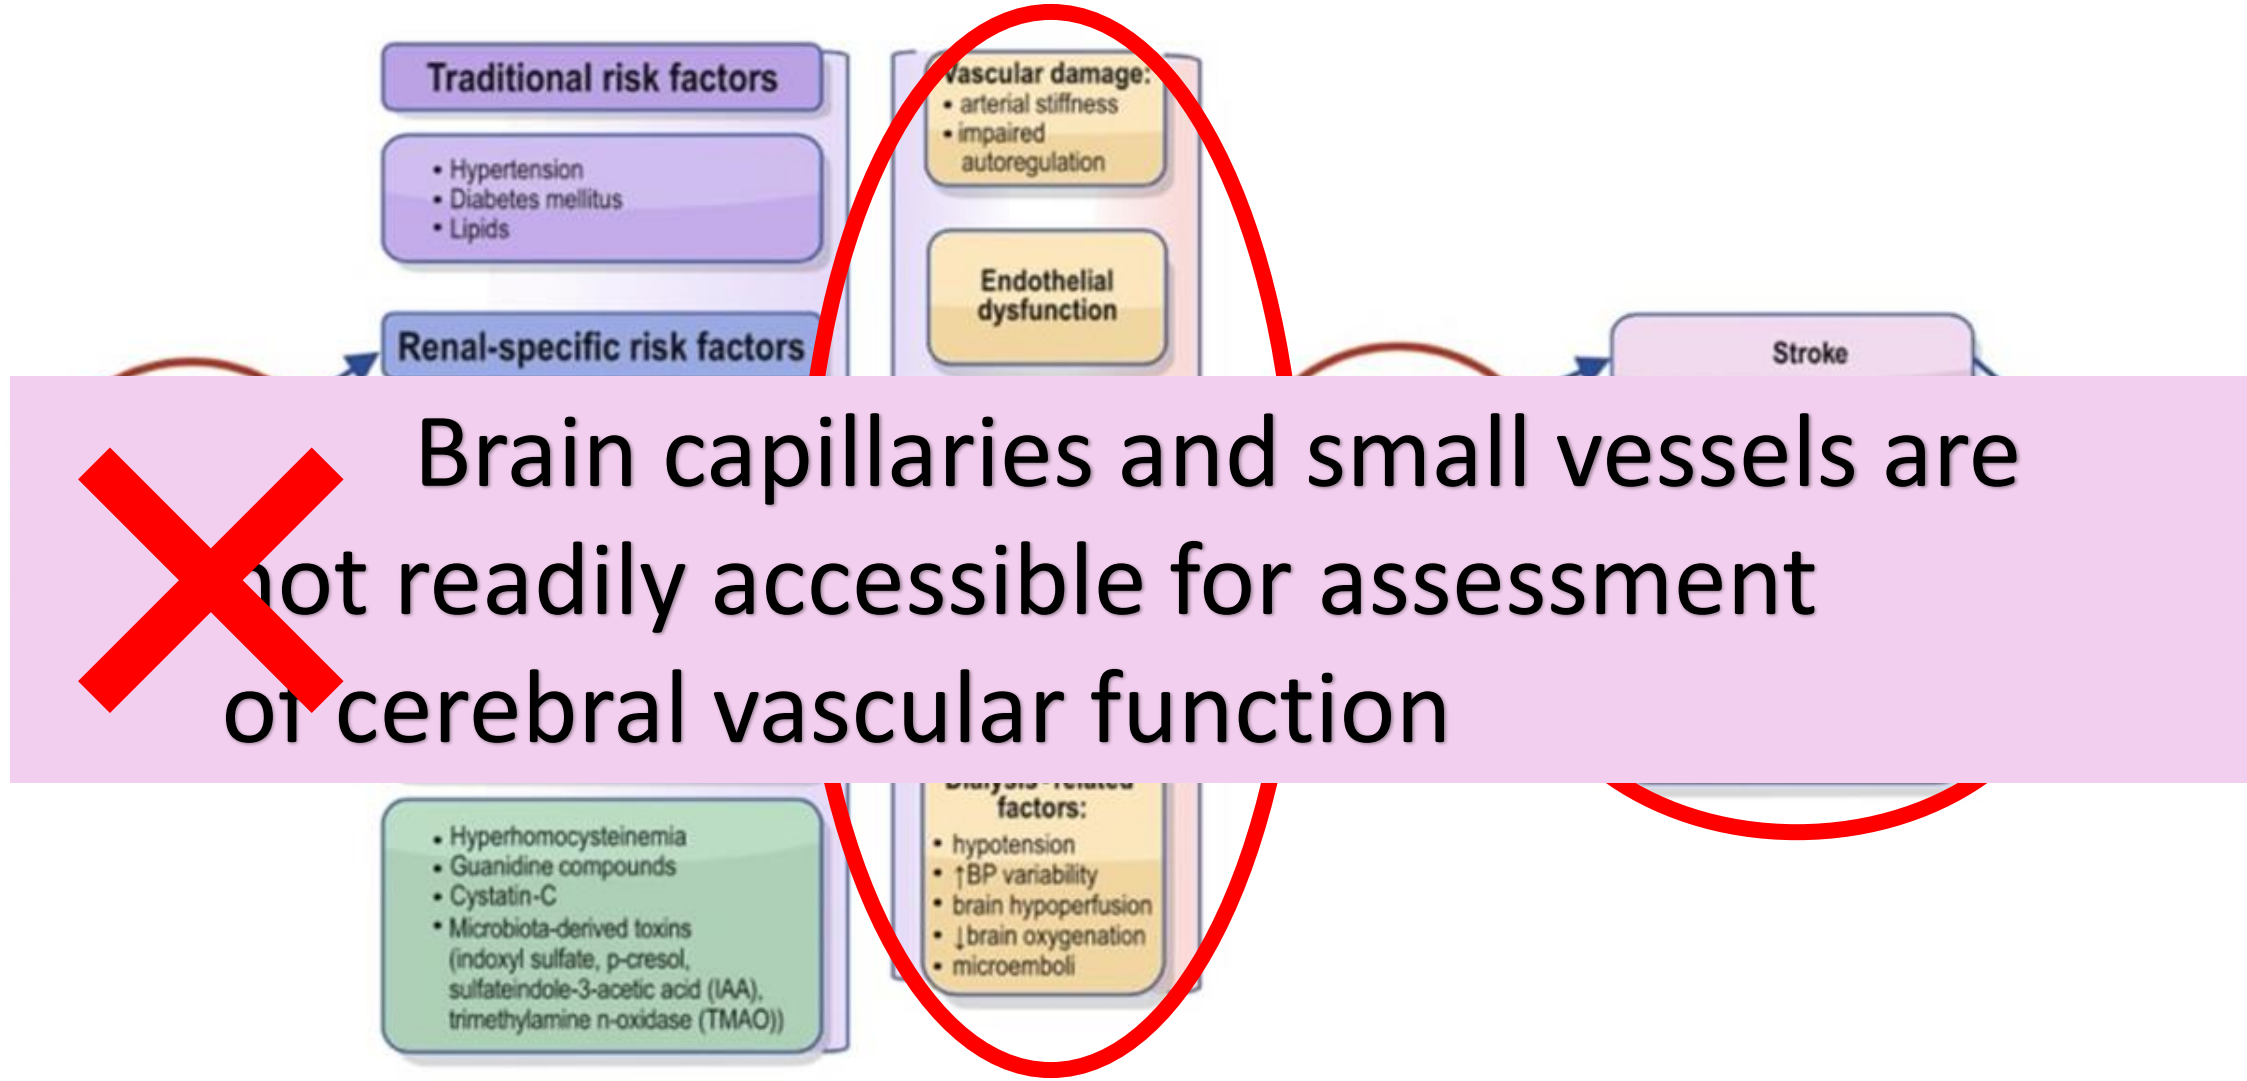 Traditional risk factors
• Hypertension
• Diabetes mellitus
• Lipids
Renal-specific risk factors
Vascular damage:
• arterial stiffness
• impaired
autoregulation
Endothelial
dysfunction
Stroke
Brain capillaries and small vessels are
not readily accessible for assessment
of cerebral vascular function
• Hyperhomocysteinemia
• Guanidine compounds
• Cystatin-C
• Microbiota-derived toxins
(indoxyl sulfate, p-cresol,
sulfateindole-3-acetic acid (IAA),
trimethylamine n-oxidase (TMAO))
Dialysis-related
factors:
• hypotension
• ↑BP variability
• brain hypoperfusion
• ↓brain oxygenation
• microemboli